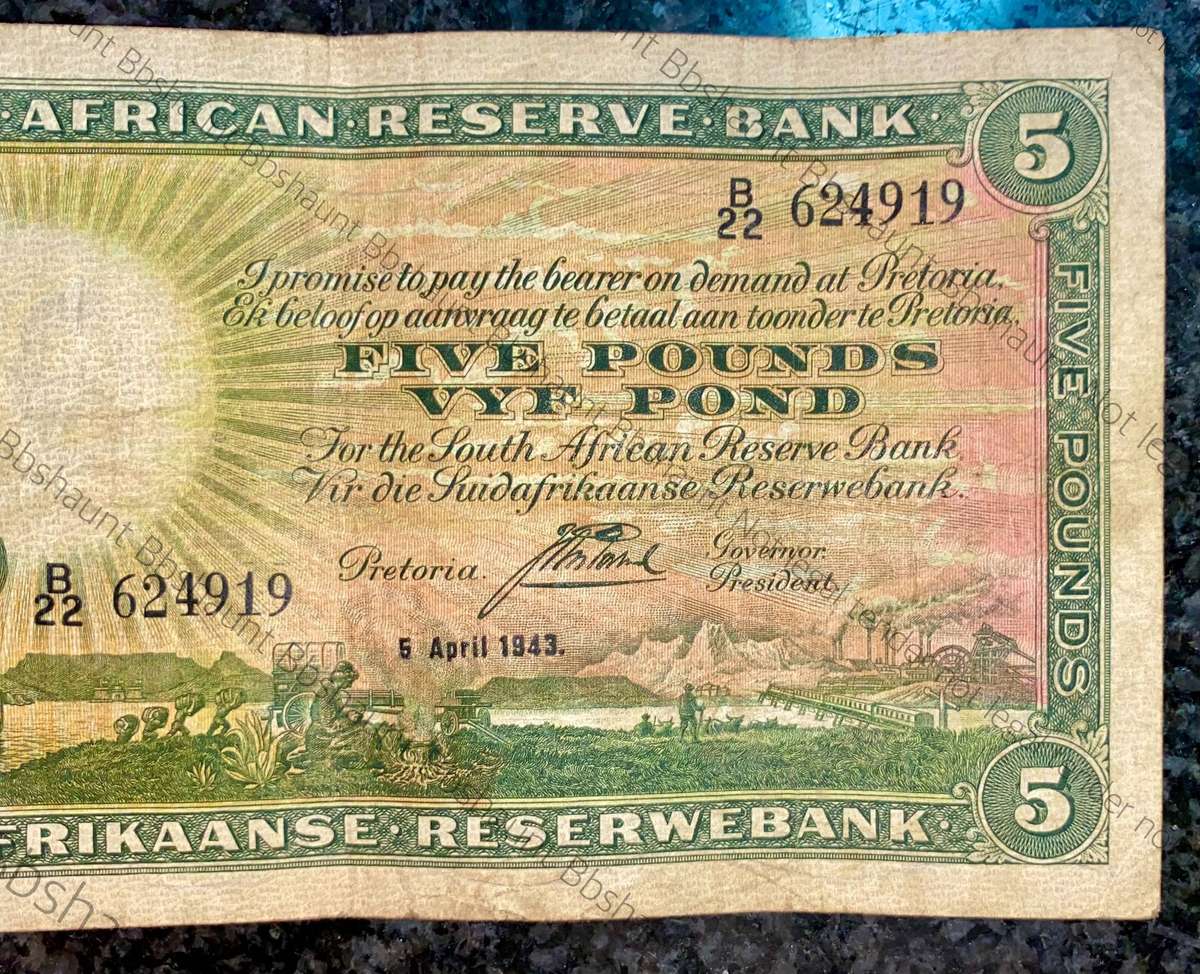 ·AFRICAN·RESERVE·BANK·
5
B/22 624919
I promise to pay the bearer on demand at Pretoria.
Ek beloof op aanvraag te betaal aan toonder te Pretoria.
FIVE POUNDS
VYF POND
For the South African Reserve Bank
Vir die Suidafrikaanse Reserwebank.
Pretoria.
Governor.
President.
B/22 624919
5 April 1943.
FIVE POUNDS
5
FRIKAANSE·RESERWEBANK·
Bbshaunt